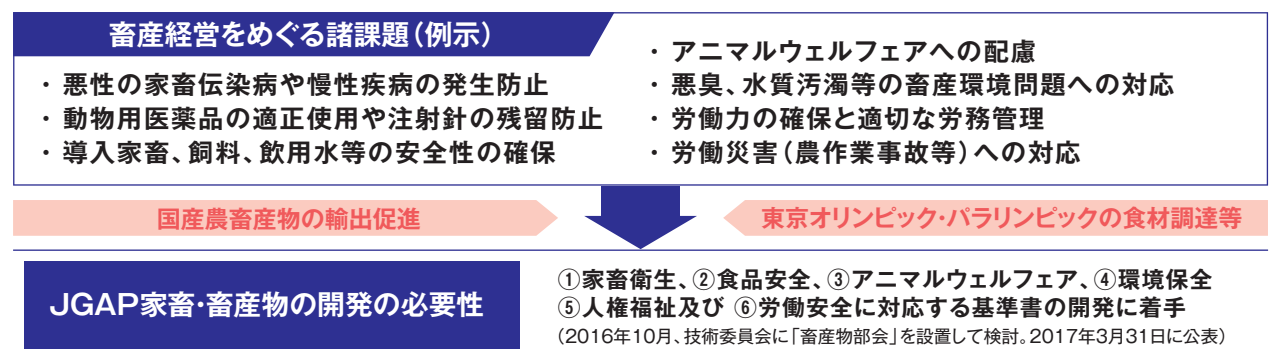 畜産経営をめぐる諸課題(例示)
・ 悪性の家畜伝染病や慢性疾病の発生防止
・ 動物用医薬品の適正使用や注射針の残留防止
・ 導入家畜、飼料、飲用水等の安全性の確保
・ アニマルウェルフェアへの配慮
・ 悪臭、水質汚濁等の畜産環境問題への対応
・ 労働力の確保と適切な労務管理
・ 労働災害(農作業事故等)への対応
国産農畜産物の輸出促進
東京オリンピック・パラリンピックの食材調達等
JGAP家畜・畜産物の開発の必要性
①家畜衛生、②食品安全、③アニマルウェルフェア、④環境保全
⑤人権福祉及び ⑥労働安全に対応する基準書の開発に着手
(2016年10月、技術委員会に「畜産物部会」を設置して検討。2017年3月31日に公表)